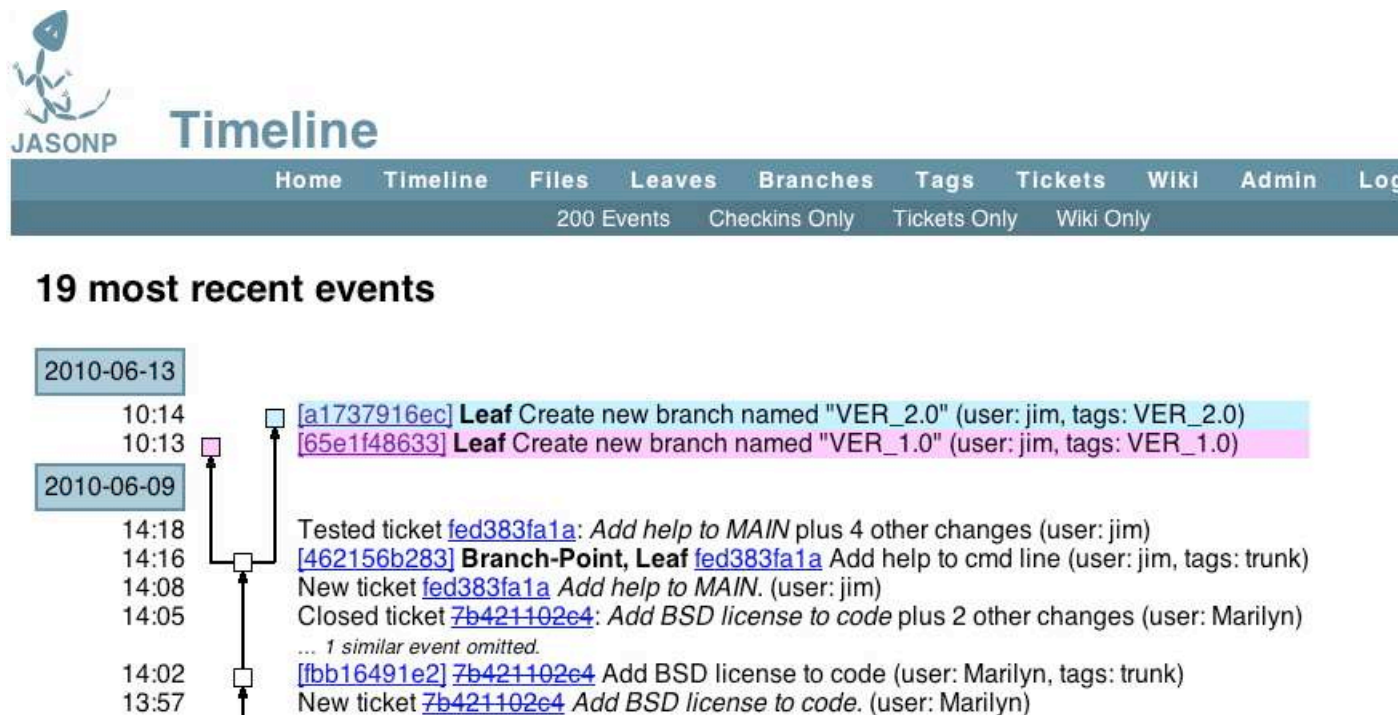 JASONP
Timeline
Home Timeline Files Leaves Branches Tags Tickets Wiki Admin Log
200 Events Checkins Only Tickets Only Wiki Only
19 most recent events
2010-06-13
10:14 [a1737916ec] Leaf Create new branch named "VER_2.0" (user: jim, tags: VER_2.0)
10:13 [65e1f48633] Leaf Create new branch named "VER_1.0" (user: jim, tags: VER_1.0)
2010-06-09
14:18 Tested ticket fed383fa1a: Add help to MAIN plus 4 other changes (user: jim)
14:16 [462156b283] Branch-Point, Leaf fed383fa1a Add help to cmd line (user: jim, tags: trunk)
14:08 New ticket fed383fa1a Add help to MAIN. (user: jim)
14:05 Closed ticket 7b421102c4: Add BSD license to code plus 2 other changes (user: Marilyn)
... 1 similar event omitted.
14:02 [fbb16491e2] 7b421102c4 Add BSD license to code (user: Marilyn, tags: trunk)
13:57 New ticket 7b421102c4 Add BSD license to code. (user: Marilyn)